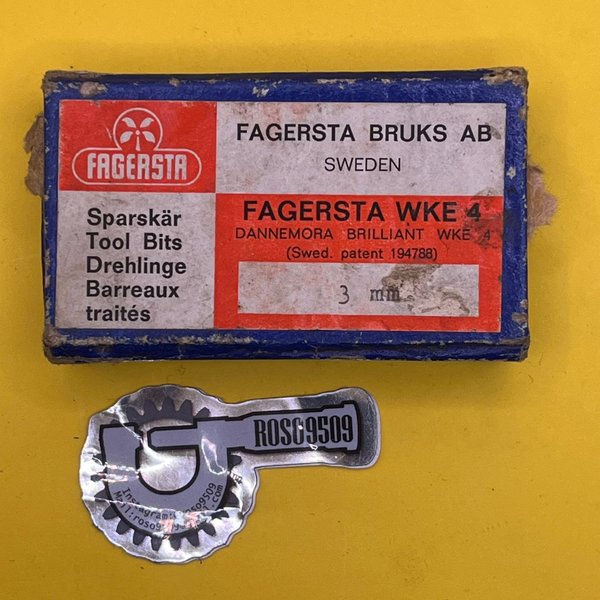 FAGERSTA
FAGERSTA BRUKS AB
SWEDEN
Sparskär
Tool Bits
Drehlinge
Barreaux
traités
FAGERSTA WKE 4
DANNEMORA BRILLIANT WKE 4
(Swed. patent 194788)
3 mm
ROSO9509